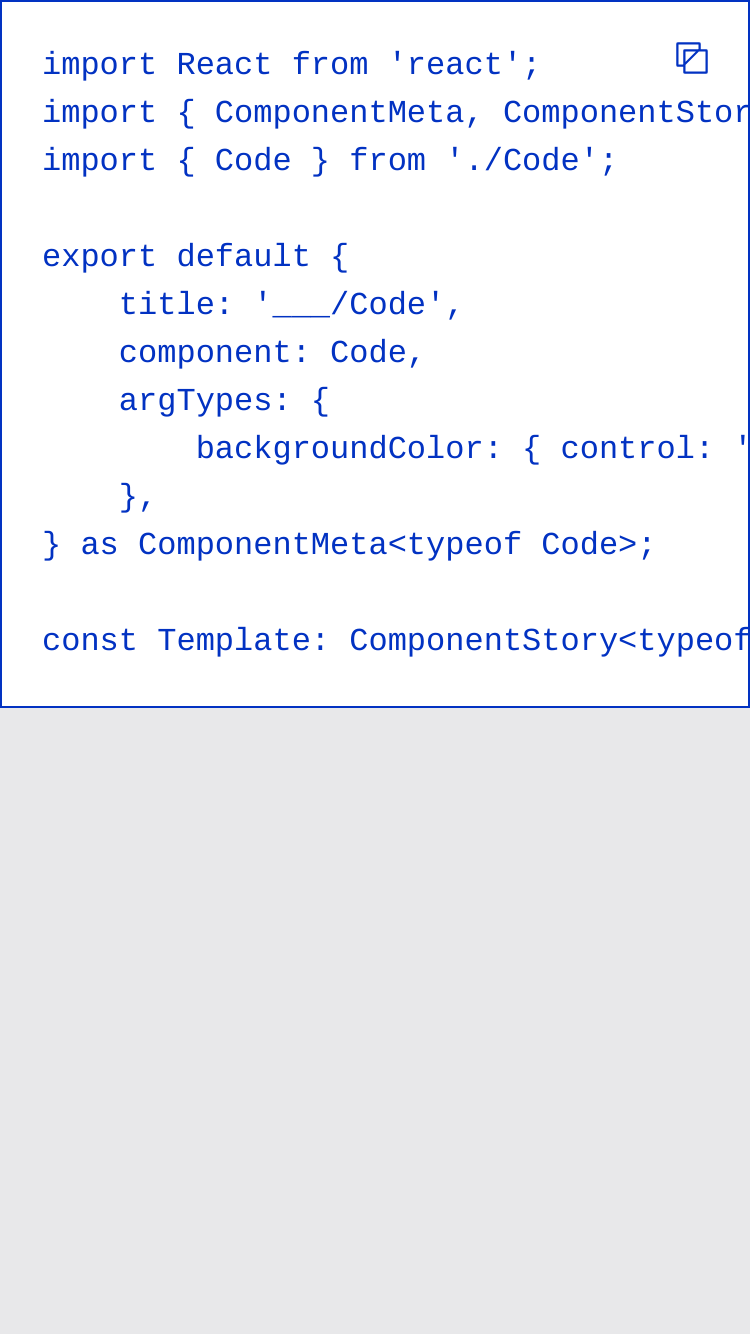 import React from 'react';
import { ComponentMeta, ComponentStor
import { Code } from './Code';
export default {
    title: '___/Code',
    component: Code,
    argTypes: {
        backgroundColor: { control: '
    },
} as ComponentMeta<typeof Code>;
const Template: ComponentStory<typeof